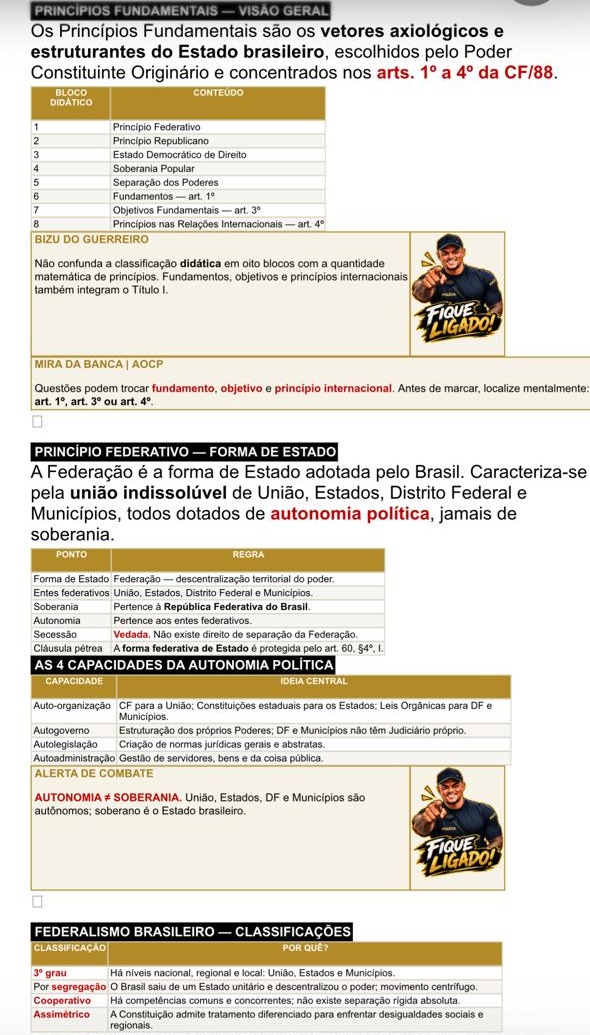 PRINCÍPIOS FUNDAMENTAIS — VISÃO GERAL
Os Princípios Fundamentais são os vetores axiológicos e
estruturantes do Estado brasileiro, escolhidos pelo Poder
Constituinte Originário e concentrados nos arts. 1º a 4º da CF/88.
BLOCO DIDÁTICO CONTEÚDO
1 Princípio Federativo
2 Princípio Republicano
3 Estado Democrático de Direito
4 Soberania Popular
5 Separação dos Poderes
6 Fundamentos — art. 1º
7 Objetivos Fundamentais — art. 3º
8 Princípios nas Relações Internacionais — art. 4º
BIZU DO GUERREIRO
Não confunda a classificação didática em oito blocos com a quantidade
matemática de princípios. Fundamentos, objetivos e princípios internacionais
também integram o Título I.
FIQUE
LIGADO!
MIRA DA BANCA | AOCP
Questões podem trocar fundamento, objetivo e princípio internacional. Antes de marcar, localize mentalmente:
art. 1º, art. 3º ou art. 4º.
PRINCÍPIO FEDERATIVO — FORMA DE ESTADO
A Federação é a forma de Estado adotada pelo Brasil. Caracteriza-se
pela união indissolúvel de União, Estados, Distrito Federal e
Municípios, todos dotados de autonomia política, jamais de
soberania.
PONTO REGRA
Forma de Estado Federação — descentralização territorial do poder.
Entes federativos União, Estados, Distrito Federal e Municípios.
Soberania Pertence à República Federativa do Brasil.
Autonomia Pertence aos entes federativos.
Secessão Vedada. Não existe direito de separação da Federação.
Cláusula pétrea A forma federativa de Estado é protegida pelo art. 60, §4º, I.
AS 4 CAPACIDADES DA AUTONOMIA POLÍTICA
CAPACIDADE IDEIA CENTRAL
Auto-organização CF para a União; Constituições estaduais para os Estados; Leis Orgânicas para DF e
Municípios.
Autogoverno Estruturação dos próprios Poderes; DF e Municípios não têm Judiciário próprio.
Autolegislação Criação de normas jurídicas gerais e abstratas.
Autoadministração Gestão de servidores, bens e da coisa pública.
ALERTA DE COMBATE
AUTONOMIA ≠ SOBERANIA. União, Estados, DF e Municípios são
autônomos; soberano é o Estado brasileiro.
FIQUE
LIGADO!
FEDERALISMO BRASILEIRO — CLASSIFICAÇÕES
CLASSIFICAÇÃO POR QUÊ?
3º grau Há níveis nacional, regional e local: União, Estados e Municípios.
Por segregação O Brasil saiu de um Estado unitário e descentralizou o poder; movimento centrífugo.
Cooperativo Há competências comuns e concorrentes; não existe separação rígida absoluta.
Assimétrico A Constituição admite tratamento diferenciado para enfrentar desigualdades sociais e
regionais.